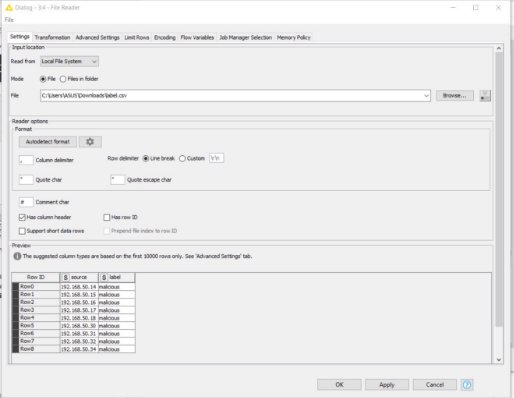 Dialog - 3:4 - File Reader
File
Settings Transformation Advanced Settings Limit Rows Encoding Flow Variables Job Manager Selection Memory Policy
Input location
Read from Local File System
Mode File Files in folder
File C:\Users\ASUS\Downloads\label.csv Browse...
Reader options
Format
Autodetect format
, Column delimiter Row delimiter Line break Custom \r\n
" Quote char " Quote escape char
# Comment char
Has column header Has row ID
Support short data rows Prepend file index to row ID
Preview
The suggested column types are based on the first 10000 rows only. See 'Advanced Settings' tab.
Row ID S source S label
Row0 192.168.50.14 malicious
Row1 192.168.50.15 malicious
Row2 192.168.50.16 malicious
Row3 192.168.50.17 malicious
Row4 192.168.50.18 malicious
Row5 192.168.50.30 malicious
Row6 192.168.50.31 malicious
Row7 192.168.50.32 malicious
Row8 192.168.50.34 malicious
OK Apply Cancel ?